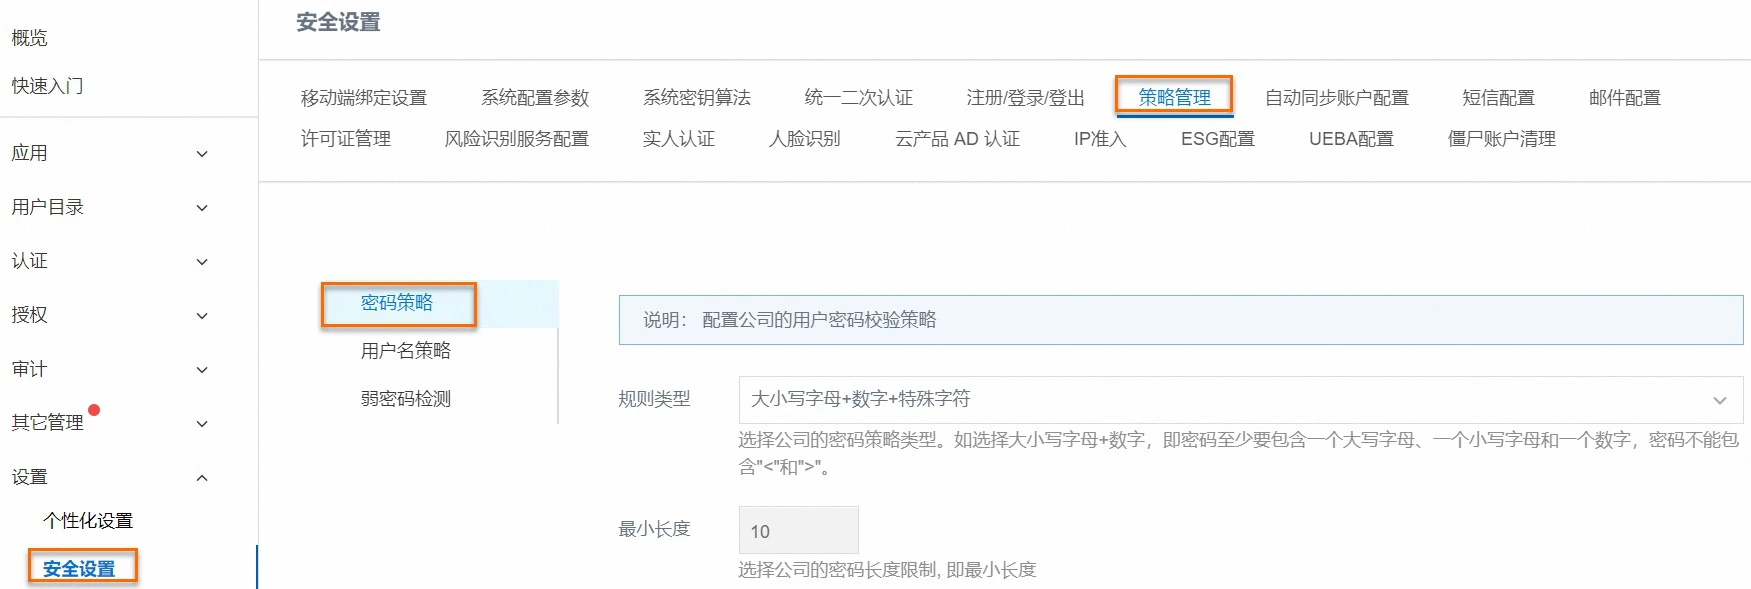 概览
快速入门
应用
用户目录
认证
授权
审计
其它管理
设置
个性化设置
安全设置
安全设置
移动端绑定设置 系统配置参数 系统密钥算法 统一二次认证 注册/登录/登出 策略管理 自动同步账户配置 短信配置 邮件配置
许可证管理 风险识别服务配置 实人认证 人脸识别 云产品 AD 认证 IP准入 ESG配置 UEBA配置 僵尸账户清理
密码策略
用户名策略
弱密码检测
说明： 配置公司的用户密码校验策略
规则类型 大小写字母+数字+特殊字符
选择公司的密码策略类型。如选择大小写字母+数字，即密码至少要包含一个大写字母、一个小写字母和一个数字，密码不能包
含"<"和">"。
最小长度 10
选择公司的密码长度限制, 即最小长度